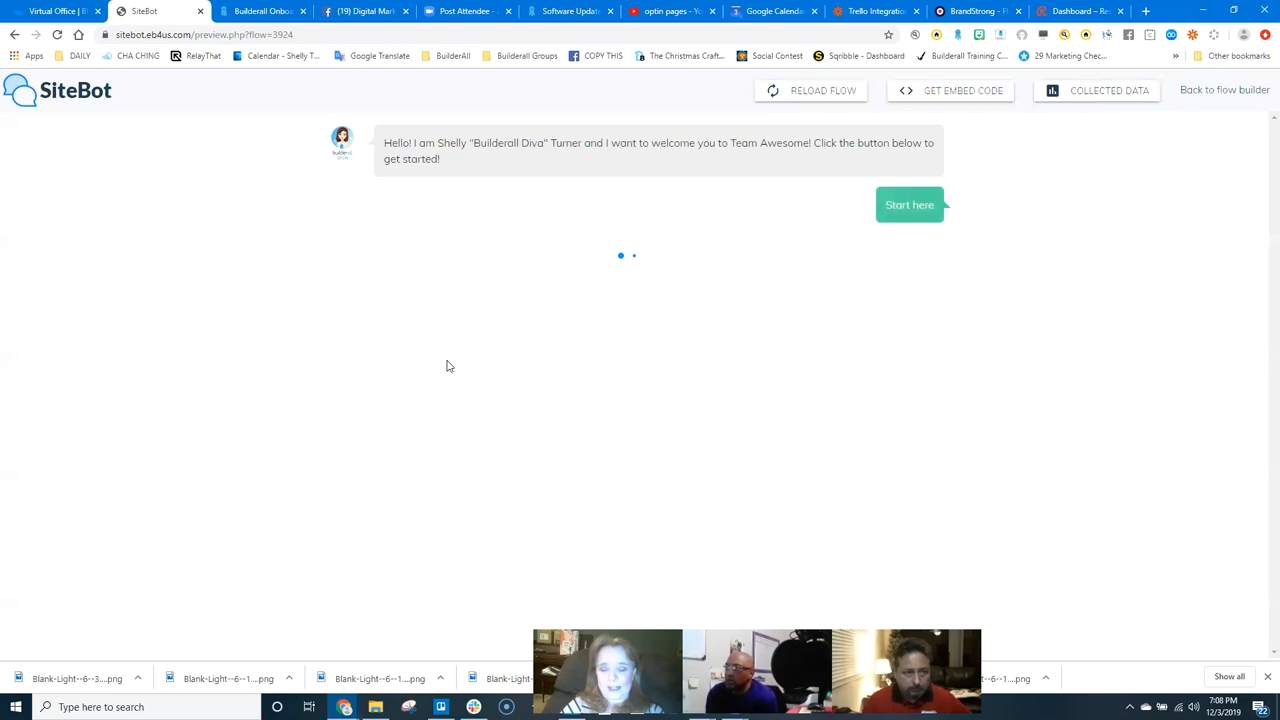 Virtual Office | B
SiteBot
Builderall Onbo
(19) Digital Mark
Post Attendee -
Software Update
optin pages - Yo
Google Calenda
Trello Integratio
BrandStrong - F
Dashboard – Re
sitebot.eb4us.com/preview.php?flow=3924
Apps
DAILY
CHA CHING
RelayThat
Calendar - Shelly T...
Google Translate
BuilderAll
Builderall Groups
COPY THIS
The Christmas Craft...
Social Contest
Sqribble - Dashboard
Builderall Training C...
29 Marketing Chec...
»
Other bookmarks
SiteBot
RELOAD FLOW
GET EMBED CODE
COLLECTED DATA
Back to flow builder
Hello! I am Shelly "Builderall Diva" Turner and I want to welcome you to Team Awesome! Click the button below to
get started!
Start here
Blank-Light--6--3....png
Blank-Light--6--1....png
Blank-Light--6--1....png
Blank-Light
Show all
Type here to search
7:08 PM
12/3/2019
22